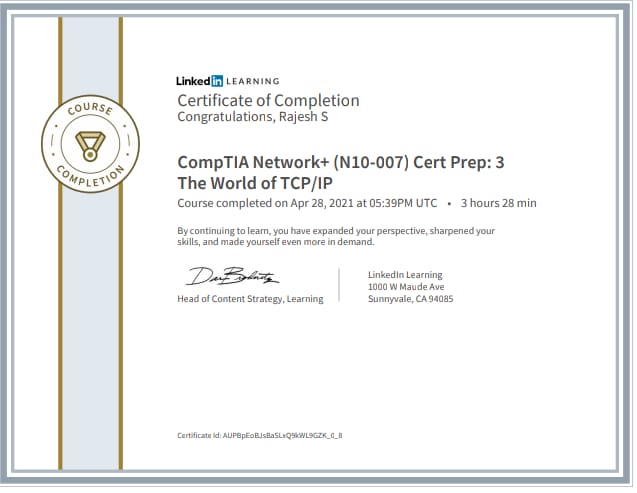 COURSE
COMPLETION
Linked in LEARNING
Certificate of Completion
Congratulations, Rajesh S
CompTIA Network+ (N10-007) Cert Prep: 3
The World of TCP/IP
Course completed on Apr 28, 2021 at 05:39PM UTC • 3 hours 28 min
By continuing to learn, you have expanded your perspective, sharpened your
skills, and made yourself even more in demand.
Head of Content Strategy, Learning
LinkedIn Learning
1000 W Maude Ave
Sunnyvale, CA 94085
Certificate Id: AUPBpEoBJsBaSLxQ9kWL9GZK_0_8